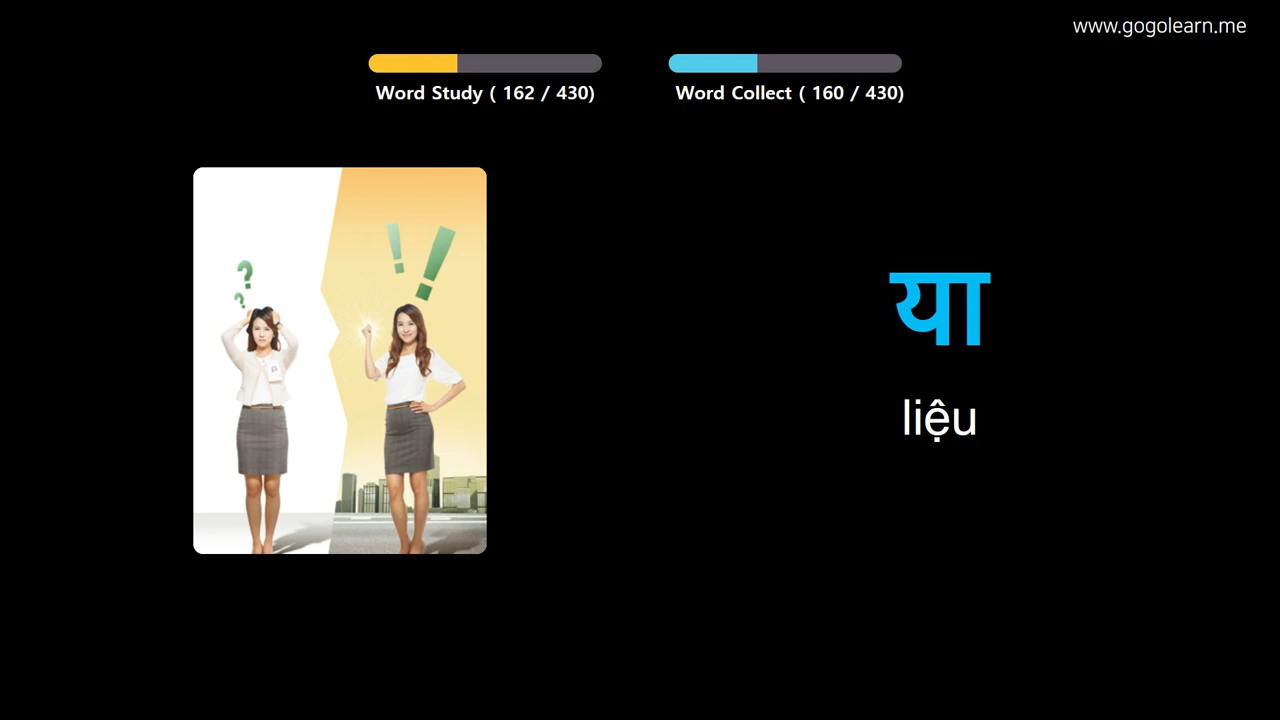 www.gogolearn.me
Word Study ( 162 / 430)
Word Collect ( 160 / 430)
? ?
! !
या
liệu